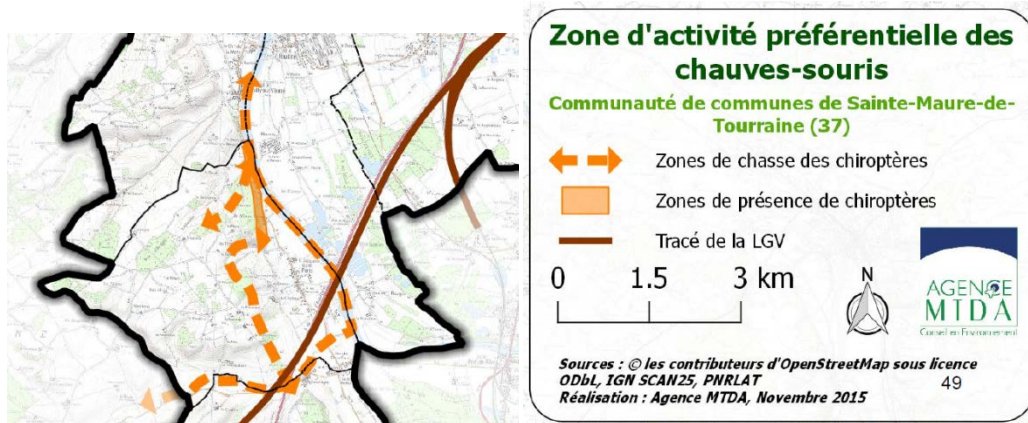 Zone d'activité préférentielle des
chauves-souris
Communauté de communes de Sainte-Maure-de-
Tourraine (37)
Zones de chasse des chiroptères
Zones de présence de chiroptères
Tracé de la LGV
0 1.5 3 km
N
AGENCE
MTDA
Conseil en Environnement
Sources : © les contributeurs d'OpenStreetMap sous licence
ODbL, IGN SCAN25, PNRLAT
49
Réalisation : Agence MTDA, Novembre 2015